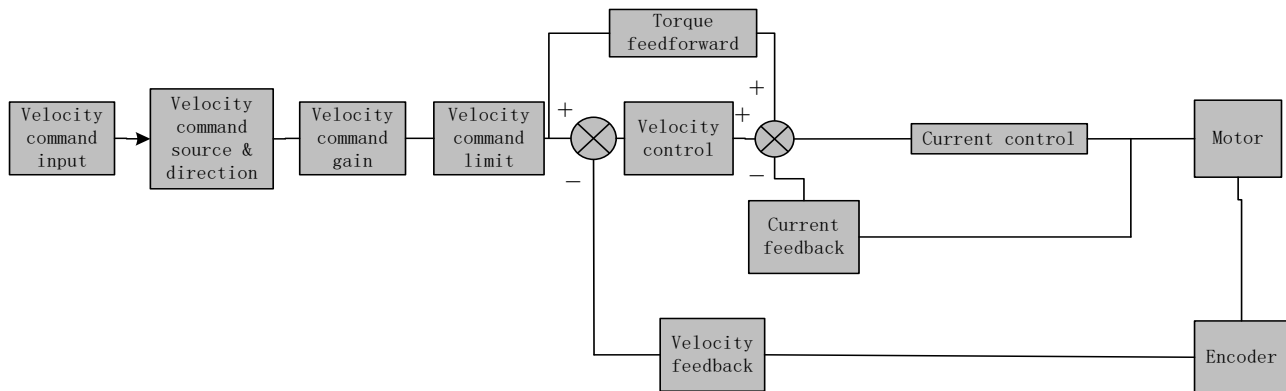 Torque
feedforward
Velocity
command
input
Velocity
command
source &
direction
Velocity
command
gain
Velocity
command
limit
+
−
Velocity
control
+
+
−
Current control
Motor
Current
feedback
Velocity
feedback
Encoder